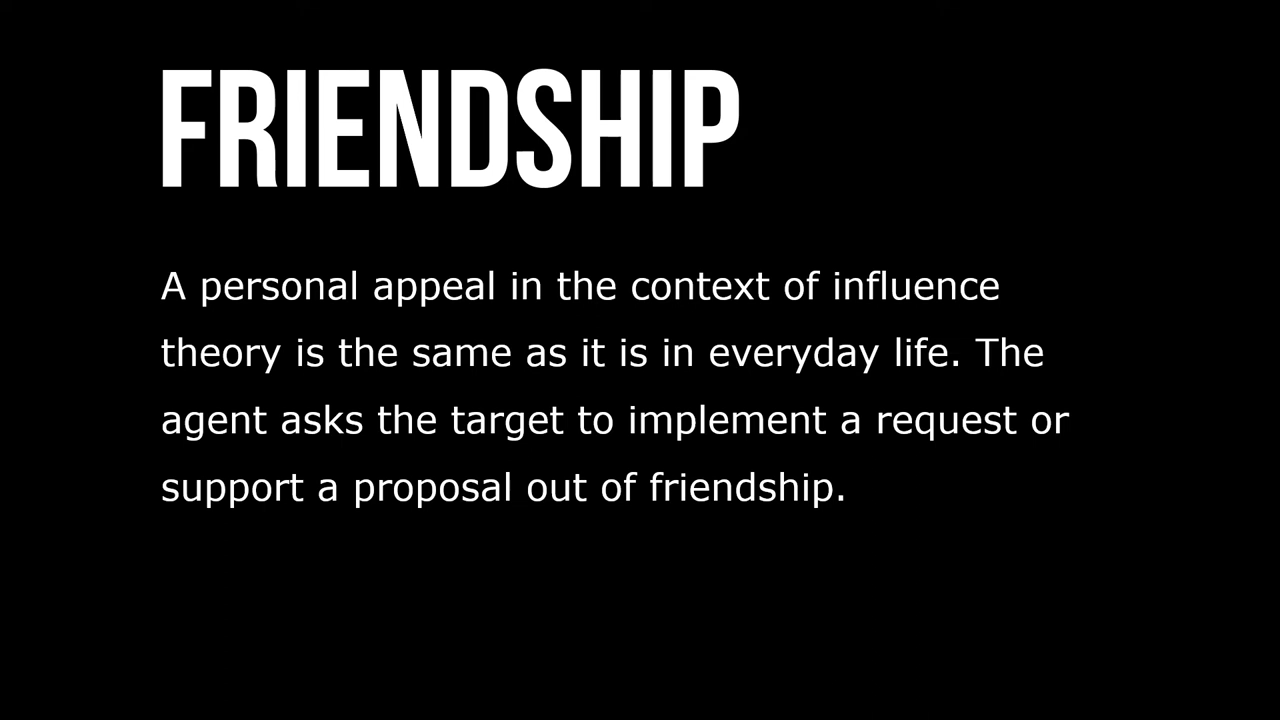 FRIENDSHIP
A personal appeal in the context of influence
theory is the same as it is in everyday life. The
agent asks the target to implement a request or
support a proposal out of friendship.